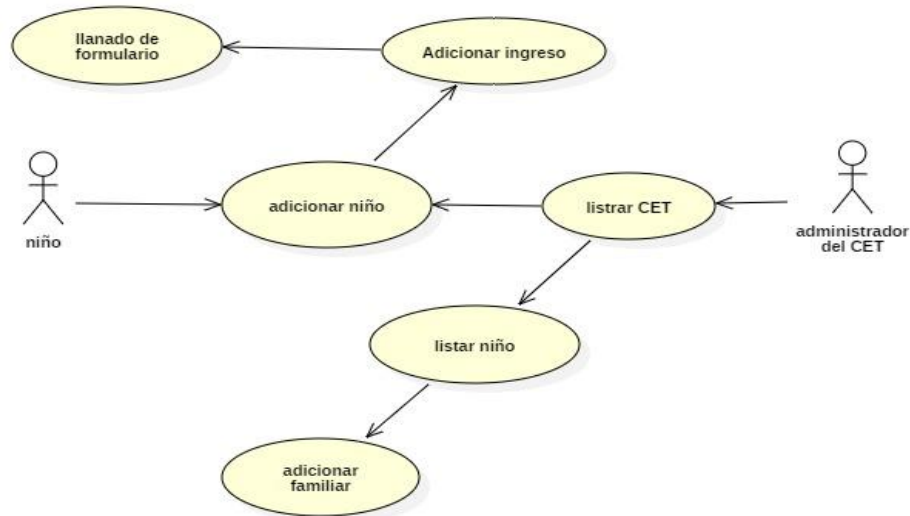 llanado de
formulario
Adicionar ingreso
adicionar niño
listrar CET
niño
administrador
del CET
listar niño
adicionar
familiar